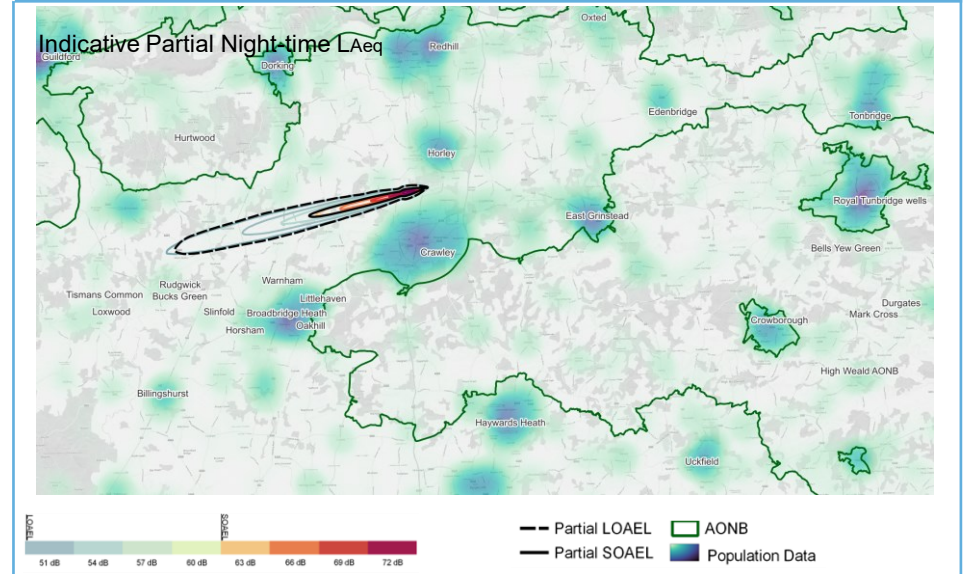 Oxted
Indicative Partial Night-time LAeq
Redhill
Guildford
Dorking
Edenbridge
Tonbridge
Hurtwood
Horley
Royal Tunbridge wells
East Grinstead
Bells Yew Green
Crawley
Warnham
Rudgwick
Tismans Common
Bucks Green
Littlehaven
Durgates
Loxwood
Slinfold
Broadbridge Heath
Mark Cross
Crowborough
Horsham
Oakhill
High Weald AONB
Billingshurst
Haywards Heath
Uckfield
LOAEL
SOAEL
51 dB 54 dB 57 dB 60 dB 63 dB 66 dB 69 dB 72 dB
Partial LOAEL
AONB
Partial SOAEL
Population Data